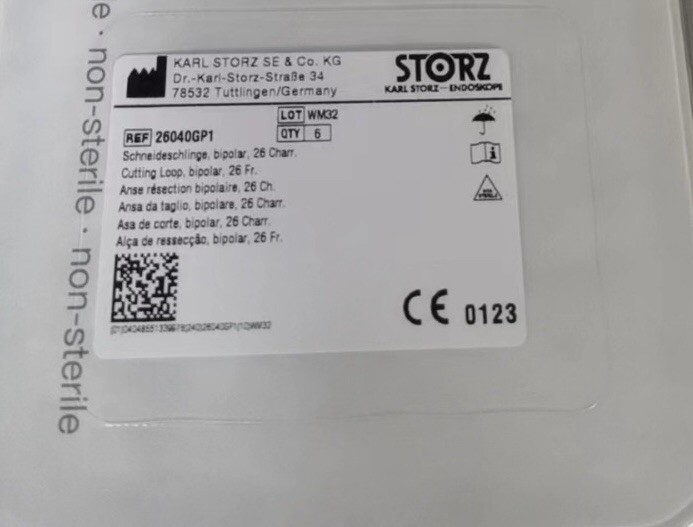 KARL STORZ SE & Co. KG
Dr.-Karl-Storz-Straße 34
78532 Tuttlingen/Germany
STORZ
KARL STORZ—ENDOSKOPE
LOT WM32
REF 26040GP1
QTY 6
Schneideschlinge, bipolar, 26 Charr.
Cutting Loop, bipolar, 26 Fr.
Anse résection bipolaire, 26 Ch.
Ansa da taglio, bipolare, 26 Charr.
Asa de corte, bipolar, 26 Charr.
Alça de ressecção, bipolar, 26 Fr.
CE 0123
e · non-sterile · non-sterile